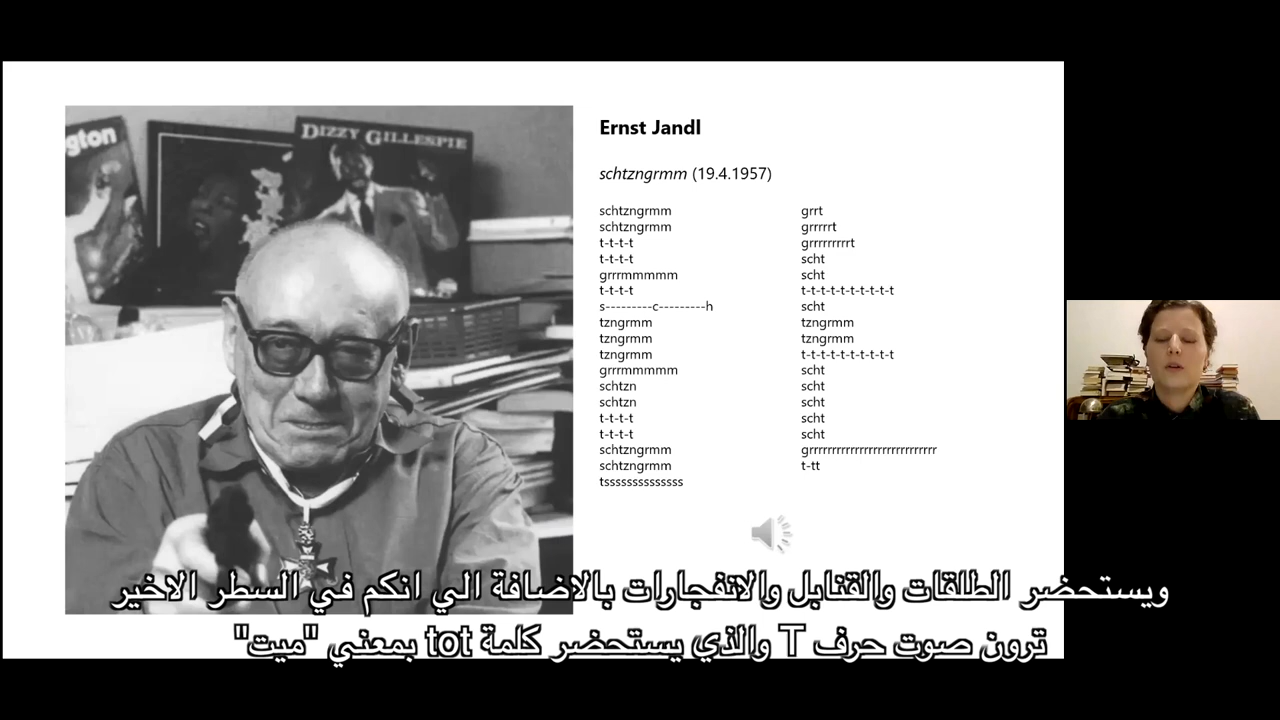 gton
DIZZY GILLESPIE
Ernst Jandl
schtzngrmm (19.4.1957)
schtzngrmm
schtzngrmm
t-t-t-t
t-t-t-t
grrrmmmmm
t-t-t-t
s---------c---------h
tzngrmm
tzngrmm
tzngrmm
grrrmmmmm
schtzn
schtzn
t-t-t-t
t-t-t-t
schtzngrmm
schtzngrmm
tssssssssssssss
grrt
grrrrrt
grrrrrrrrrt
scht
scht
t-t-t-t-t-t-t-t-t-t
scht
tzngrmm
tzngrmm
t-t-t-t-t-t-t-t-t-t
scht
scht
scht
scht
scht
grrrrrrrrrrrrrrrrrrrrrrrrrrrr
t-tt
ويستحضر الطلقات والقنابل والانفجارات بالاضافة الي انكم في السطر الاخير
ترون صوت حرف T والذي يستحضر كلمة tot بمعني "ميت"